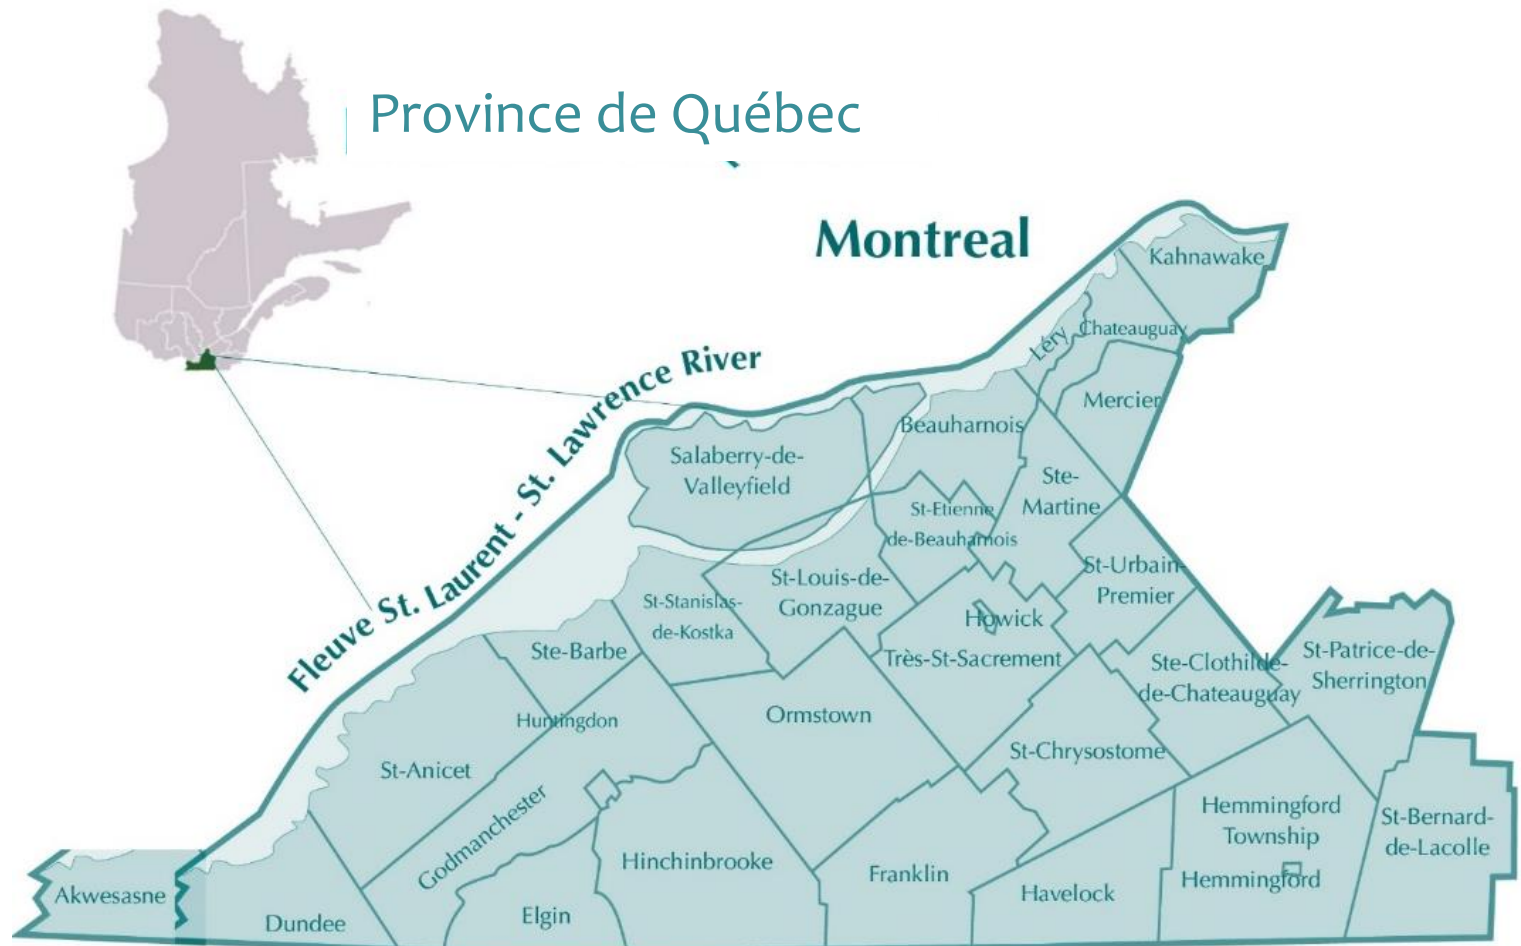 Province de Québec
Montreal
Kahnawake
Fleuve St. Laurent - St. Lawrence River
Léry
Chateauguay
Mercier
Beauharnois
Salaberry-de-
Valleyfield
Ste-
Martine
St-Etienne
de-Beauharnois
St-Urbain-
Premier
St-Louis-de-
Gonzague
St-Stanislas-
de-Kostka
Howick
Très-St-Sacrement
Ste-Barbe
Ste-Clothilde-
de-Chateauguay
St-Patrice-de-
Sherrington
Huntingdon
Ormstown
St-Chrysostome
St-Anicet
Godmanchester
Hemmingford
Township
St-Bernard-
de-Lacolle
Hinchinbrooke
Franklin
Hemmingford
Havelock
Akwesasne
Elgin
Dundee